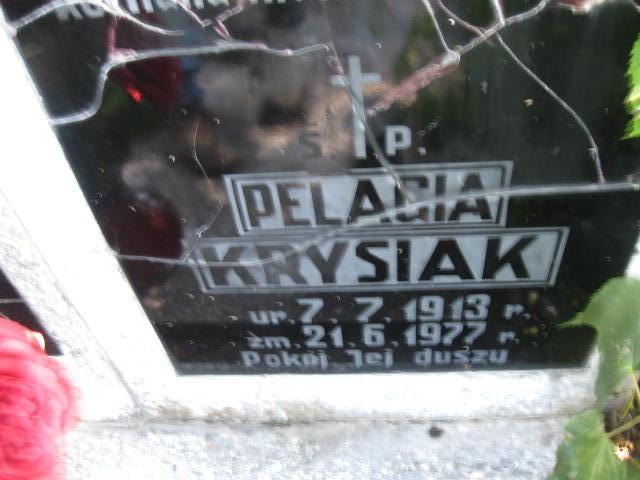 Ś. P.
PELAGIA
KRYSIAK
ur. 7. 7. 1913 r.
zm. 21. 6. 1977 r.
Pokój Jej duszy